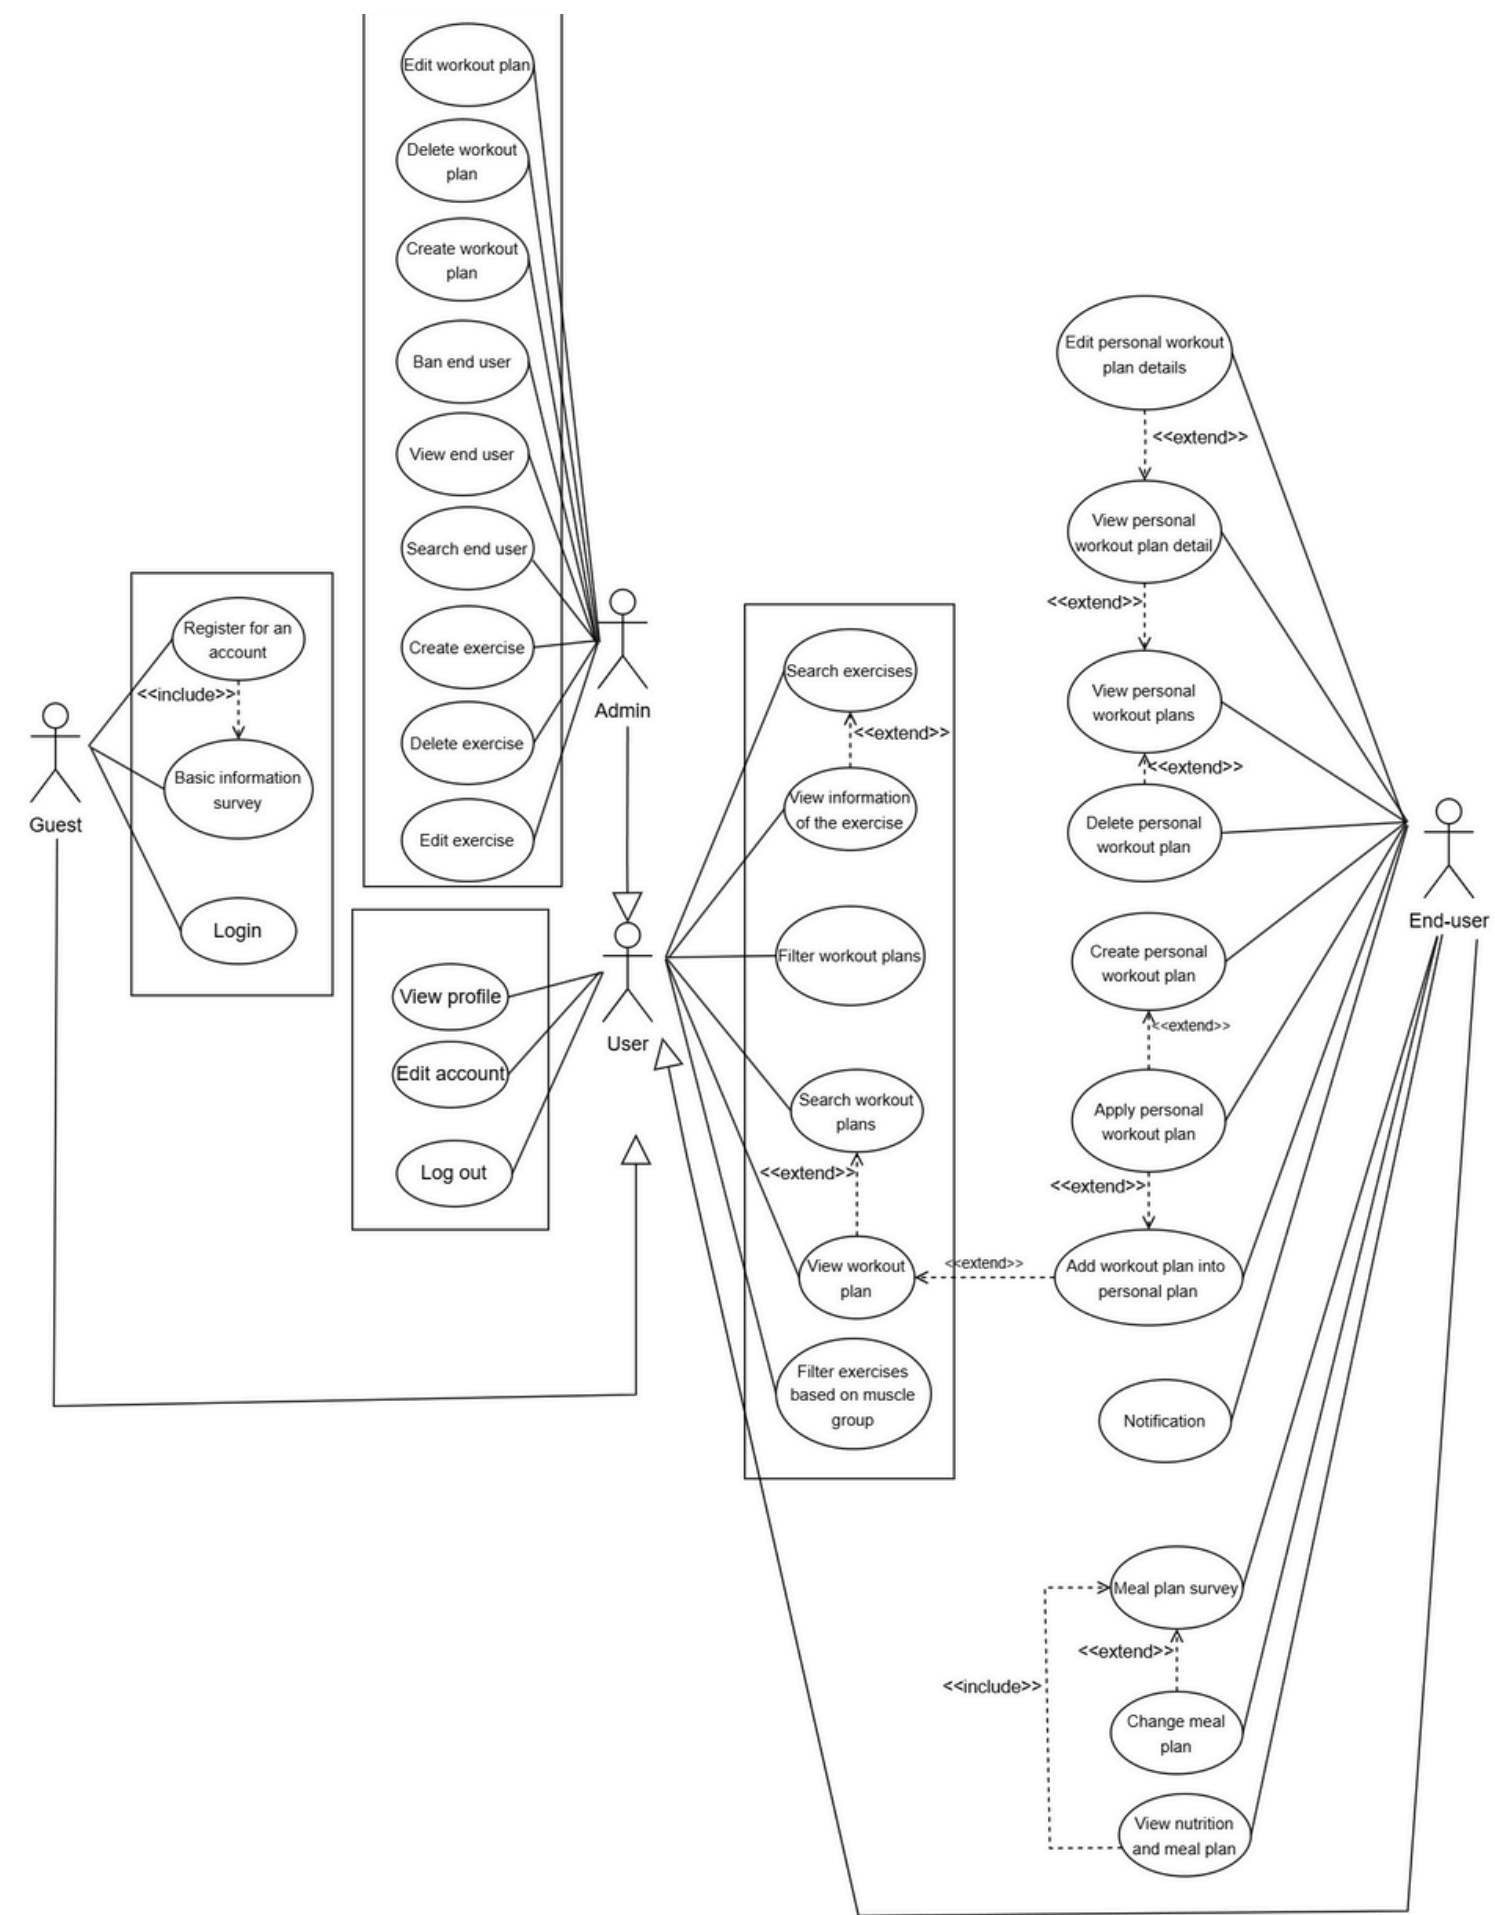 Edit workout plan
Delete workout
plan
Create workout
plan
Ban end user
View end user
Search end user
Create exercise
Delete exercise
Edit exercise
Admin
Register for an
account
<<include>>
Basic information
survey
Login
Guest
View profile
Edit account
Log out
User
Search exercises
<<extend>>
View information
of the exercise
Filter workout plans
Search workout
plans
<<extend>>
View workout
plan
<<extend>>
Filter exercises
based on muscle
group
Edit personal workout
plan details
<<extend>>
View personal
workout plan detail
<<extend>>
View personal
workout plans
<<extend>>
Delete personal
workout plan
Create personal
workout plan
<<extend>>
Apply personal
workout plan
<<extend>>
Add workout plan into
personal plan
Notification
End-user
Meal plan survey
<<extend>>
<<include>>
Change meal
plan
View nutrition
and meal plan